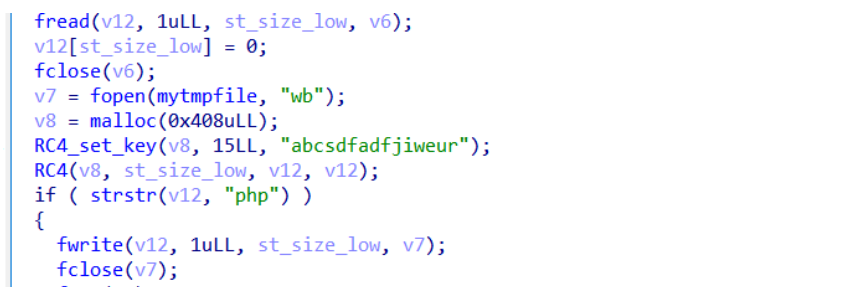 fread(v12, 1uLL, st_size_low, v6);
v12[st_size_low] = 0;
fclose(v6);
v7 = fopen(mytmpfile, "wb");
v8 = malloc(0x408uLL);
RC4_set_key(v8, 15LL, "abcsdfadfjiweur");
RC4(v8, st_size_low, v12, v12);
if ( strstr(v12, "php") )
{
fwrite(v12, 1uLL, st_size_low, v7);
fclose(v7);